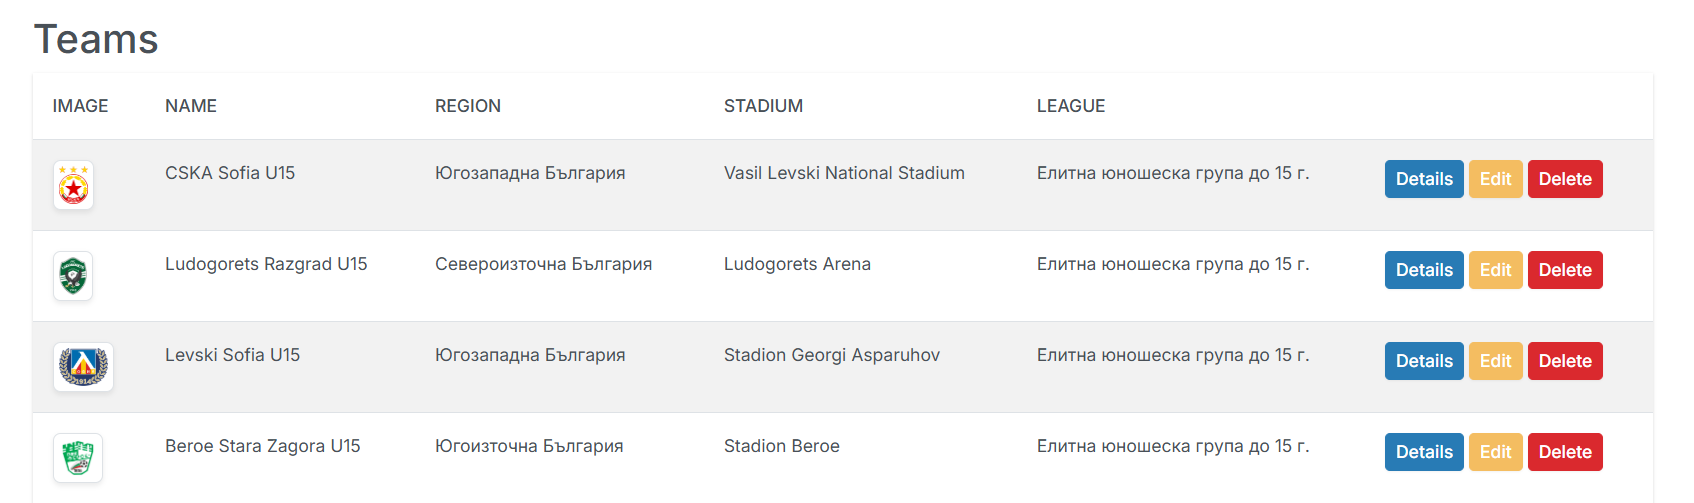 Teams
IMAGE NAME REGION STADIUM LEAGUE
CSKA Sofia U15 Югозападна България Vasil Levski National Stadium Елитна юношеска група до 15 г. Details Edit Delete
Ludogorets Razgrad U15 Североизточна България Ludogorets Arena Елитна юношеска група до 15 г. Details Edit Delete
Levski Sofia U15 Югозападна България Stadion Georgi Asparuhov Елитна юношеска група до 15 г. Details Edit Delete
1914
Beroe Stara Zagora U15 Югоизточна България Stadion Beroe Елитна юношеска група до 15 г. Details Edit Delete